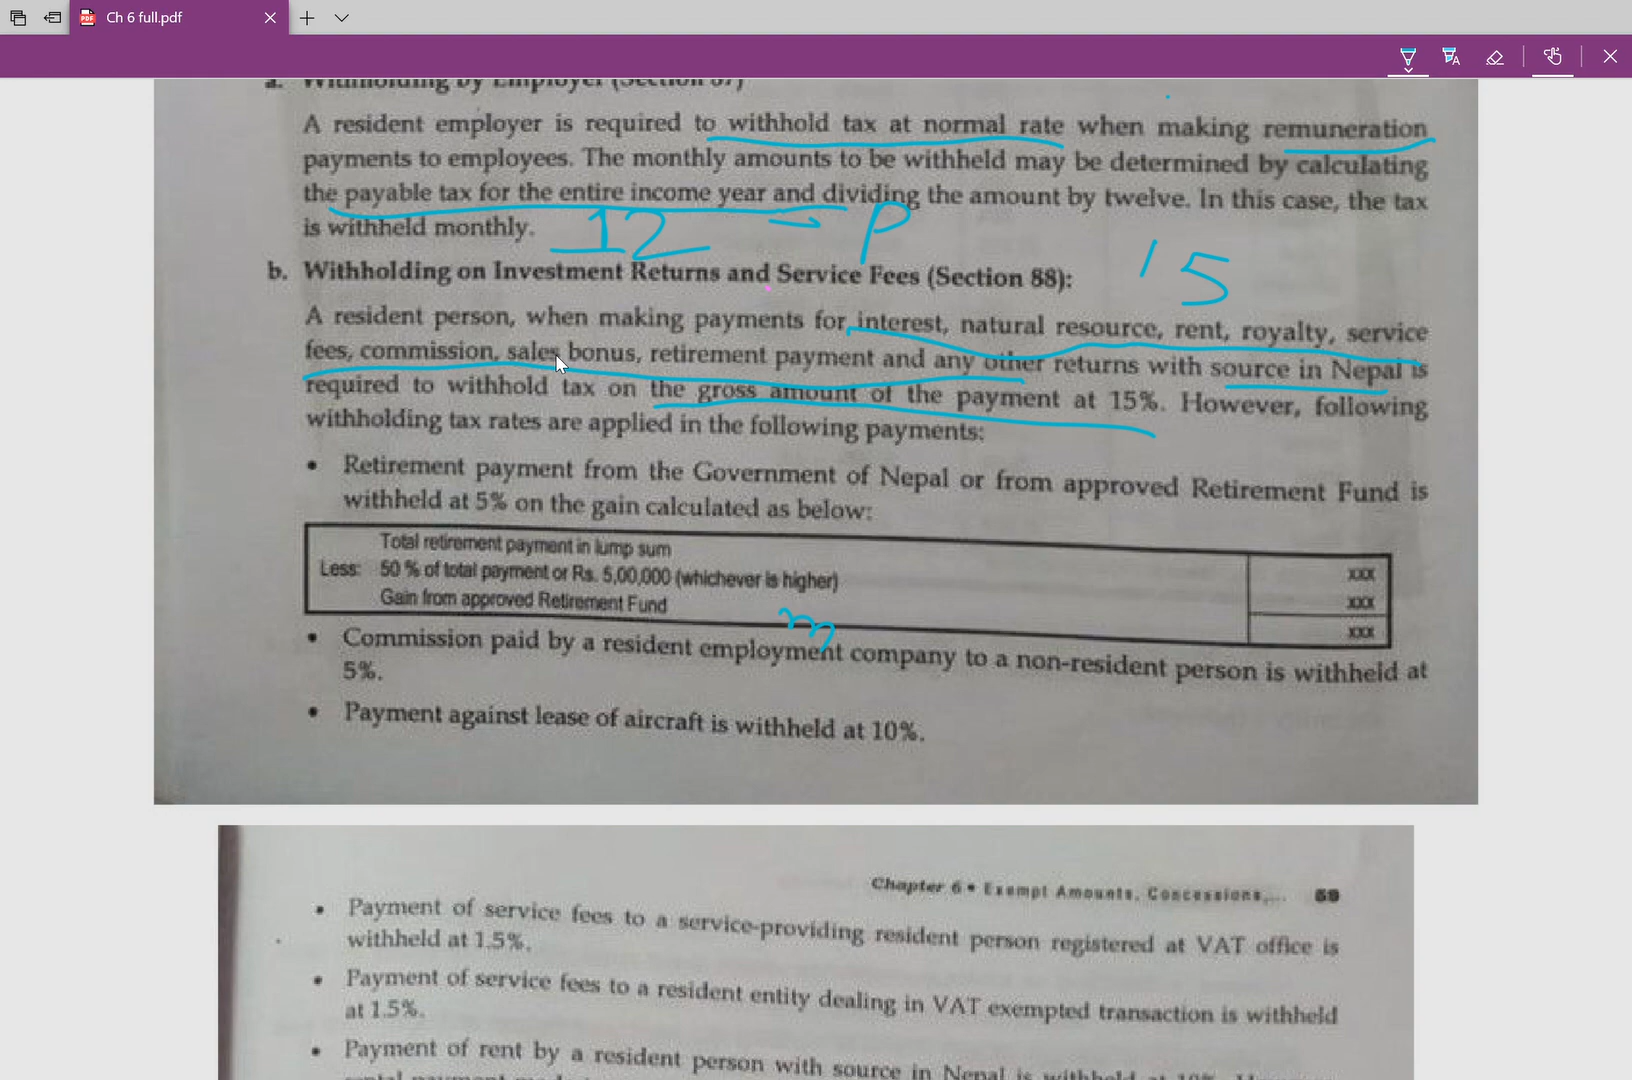 Ch 6 full.pdf
a. Withholding by Employer (Section 87)
A resident employer is required to withhold tax at normal rate when making remuneration
payments to employees. The monthly amounts to be withheld may be determined by calculating
the payable tax for the entire income year and dividing the amount by twelve. In this case, the tax
is withheld monthly.
12 P
15
b. Withholding on Investment Returns and Service Fees (Section 88):
A resident person, when making payments for interest, natural resource, rent, royalty, service
fees, commission, sales bonus, retirement payment and any other returns with source in Nepal is
required to withhold tax on the gross amount of the payment at 15%. However, following
withholding tax rates are applied in the following payments:
• Retirement payment from the Government of Nepal or from approved Retirement Fund is
withheld at 5% on the gain calculated as below:
Total retirement payment in lump sum xxx
Less: 50 % of total payment or Rs. 5,00,000 (whichever is higher) xxx
Gain from approved Retirement Fund xxx
m
• Commission paid by a resident employment company to a non-resident person is withheld at
5%.
• Payment against lease of aircraft is withheld at 10%.
Chapter 6 • Exempt Amounts, Concessions,... 59
• Payment of service fees to a service-providing resident person registered at VAT office is
withheld at 1.5%.
• Payment of service fees to a resident entity dealing in VAT exempted transaction is withheld
at 1.5%.
• Payment of rent by a resident person with source in Nepal is withheld at 10%. However